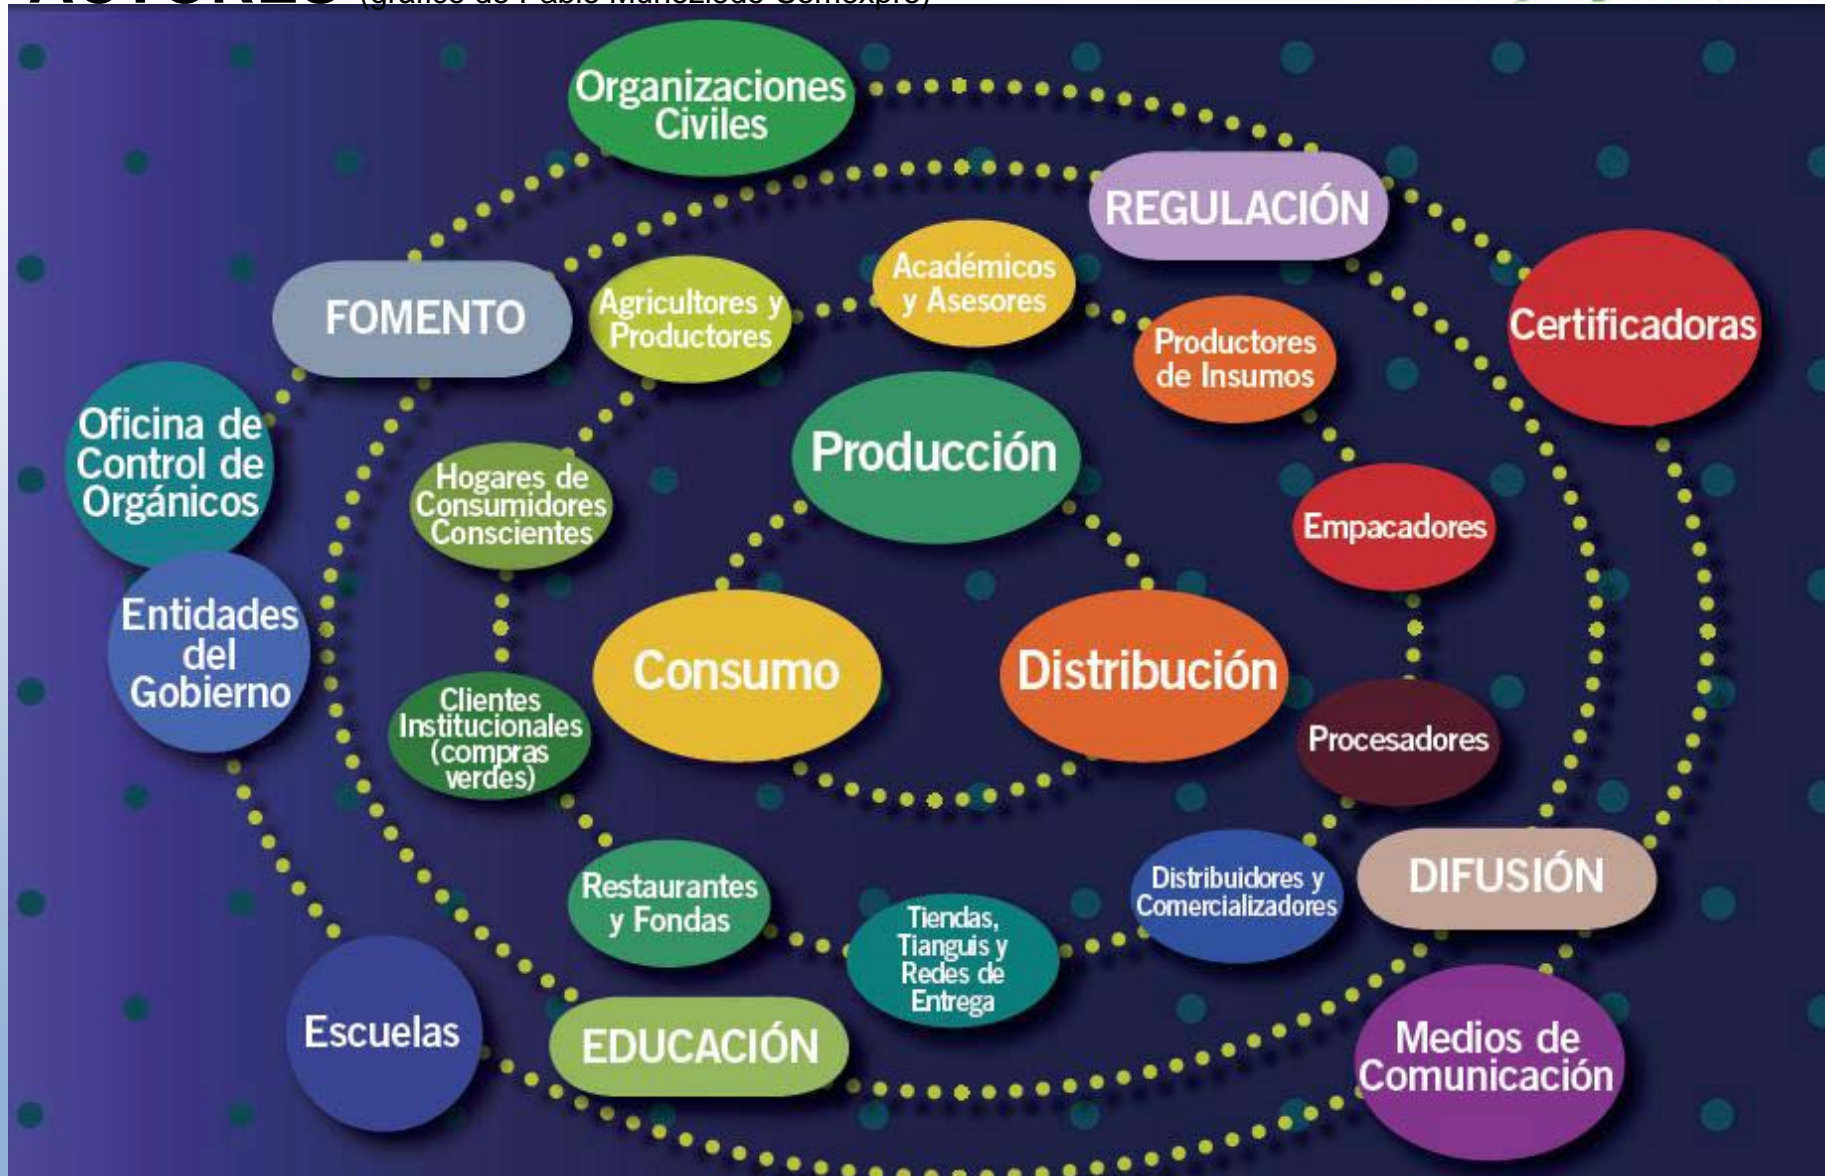 Organizaciones
Civiles
REGULACIÓN
Académicos
y Asesores
FOMENTO
Agricultores y
Productores
Productores
de Insumos
Certificadoras
Oficina de
Control de
Orgánicos
Producción
Hogares de
Consumidores
Conscientes
Empacadores
Entidades
del
Gobierno
Consumo
Distribución
Clientes
Institucionales
(compras
verdes)
Procesadores
Restaurantes
y Fondas
Tiendas,
Tianguis y
Redes de
Entrega
Distribuidores y
Comercializadores
DIFUSIÓN
Escuelas
EDUCACIÓN
Medios de
Comunicación